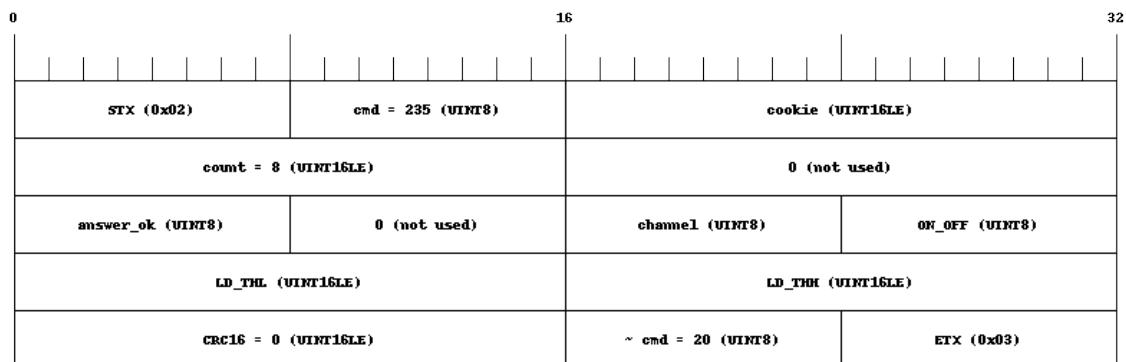 0 16 32
STX (0x02) cmd = 235 (UINT8) cookie (UINT16LE)
count = 8 (UINT16LE) 0 (not used)
answer_ok (UINT8) 0 (not used) channel (UINT8) ON_OFF (UINT8)
LD_THL (UINT16LE) LD_THH (UINT16LE)
CRC16 = 0 (UINT16LE) ~ cmd = 20 (UINT8) ETX (0x03)